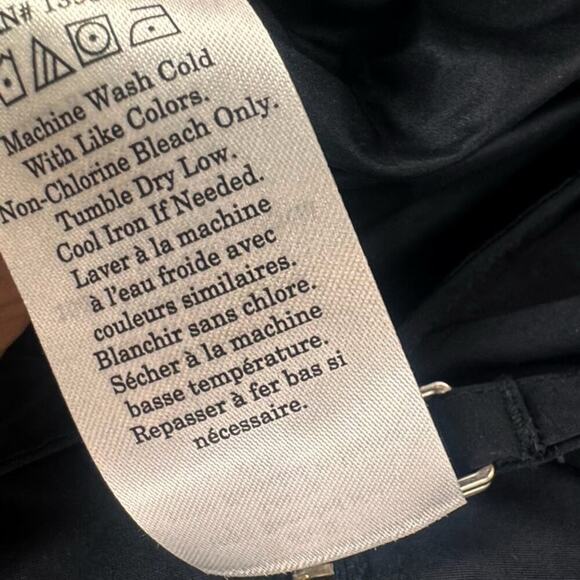 Machine Wash Cold
With Like Colors.
Non-Chlorine Bleach Only.
Tumble Dry Low.
Cool Iron If Needed.
Laver à la machine
à l'eau froide avec
couleurs similaires.
Blanchir sans chlore.
Sécher à la machine
basse température.
Repasser à fer bas si
nécessaire.